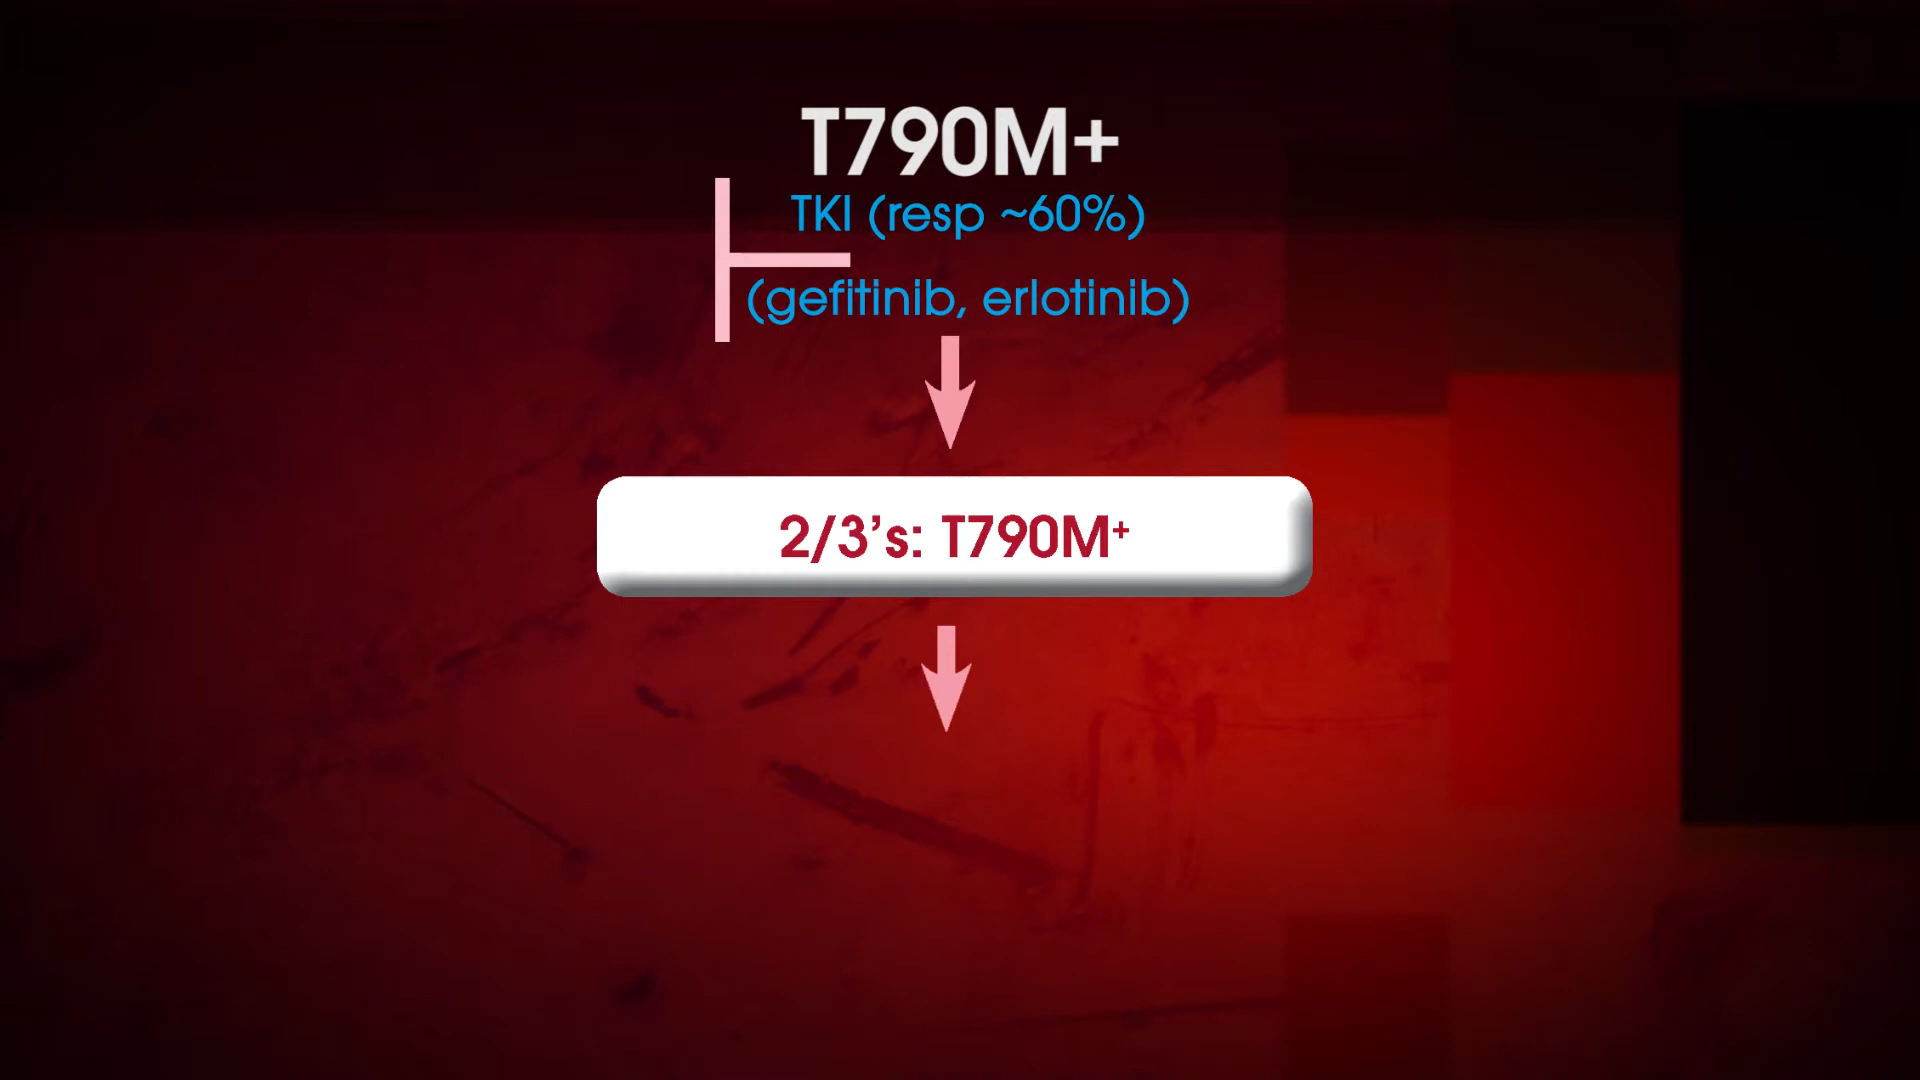 T790M+
TKI (resp ~60%)
(gefitinib, erlotinib)
2/3’s: T790M⁺